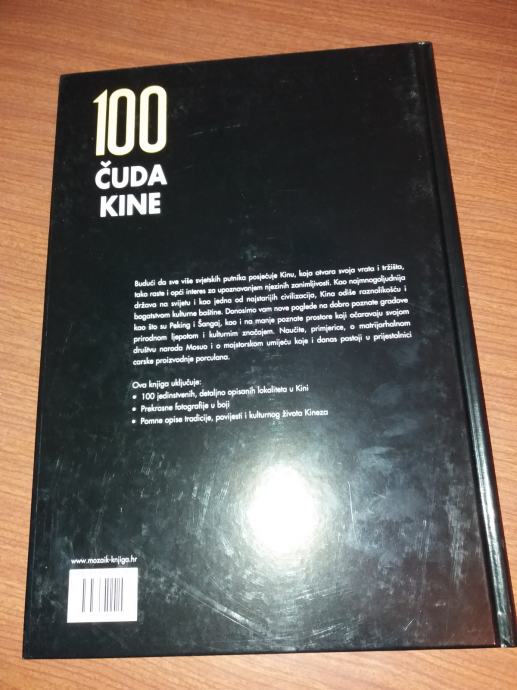 100
ČUDA
KINE
Budući da sve više svjetskih putnika posjećuje Kinu, koja otvara svoja vrata i tržišta,
tako raste i opći interes za upoznavanjem njezinih zanimljivosti. Kao najmnogoljudnija
država na svijetu i kao jedna od najstarijih civilizacija, Kina odiše raznolikošću i
bogatstvom kulturne baštine. Donosimo vam nove poglede na dobro poznate gradove
kao što su Peking i Šangaj, kao i na manje poznate prostore koji očaravaju svojom
prirodnom ljepotom i kulturnim značajem. Naučite, primjerice, o matrijarhalnom
društvu naroda Mosuo i o majstorskom umijeću koje i danas postoji u prijestolnici
carske proizvodnje porculana.
Ova knjiga uključuje:
• 100 jedinstvenih, detaljno opisanih lokaliteta u Kini
• Prekrasne fotografije u boji
• Pomne opise tradicije, povijesti i kulturnog života Kineza
www.mozaik-knjiga.hr